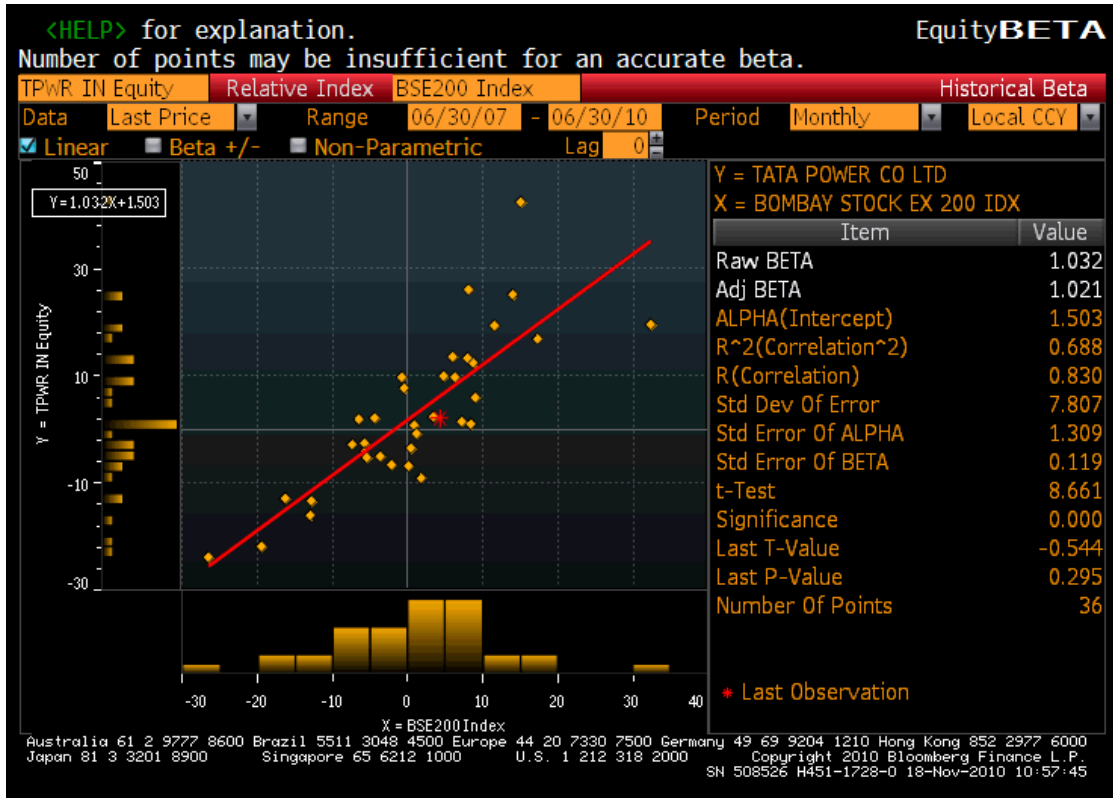 <HELP> for explanation. EquityBETA
Number of points may be insufficient for an accurate beta.
TPWR IN Equity Relative Index BSE200 Index Historical Beta
Data Last Price Range 06/30/07 - 06/30/10 Period Monthly Local CCY
Linear Beta +/- Non-Parametric Lag 0
50
Y=1.032X+1.503
30
10
-10
-30
Y = TPWR IN Equity
-30 -20 -10 0 10 20 30 40
X = BSE200 Index
Y = TATA POWER CO LTD
X = BOMBAY STOCK EX 200 IDX
Item Value
Raw BETA 1.032
Adj BETA 1.021
ALPHA(Intercept) 1.503
R^2(Correlation^2) 0.688
R(Correlation) 0.830
Std Dev Of Error 7.807
Std Error Of ALPHA 1.309
Std Error Of BETA 0.119
t-Test 8.661
Significance 0.000
Last T-Value -0.544
Last P-Value 0.295
Number Of Points 36
* Last Observation
Australia 61 2 9777 8600 Brazil 5511 3048 4500 Europe 44 20 7330 7500 Germany 49 69 9204 1210 Hong Kong 852 2977 6000
Japan 81 3 3201 8900 Singapore 65 6212 1000 U.S. 1 212 318 2000 Copyright 2010 Bloomberg Finance L.P.
SN 508526 H451-1728-0 18-Nov-2010 10:57:45